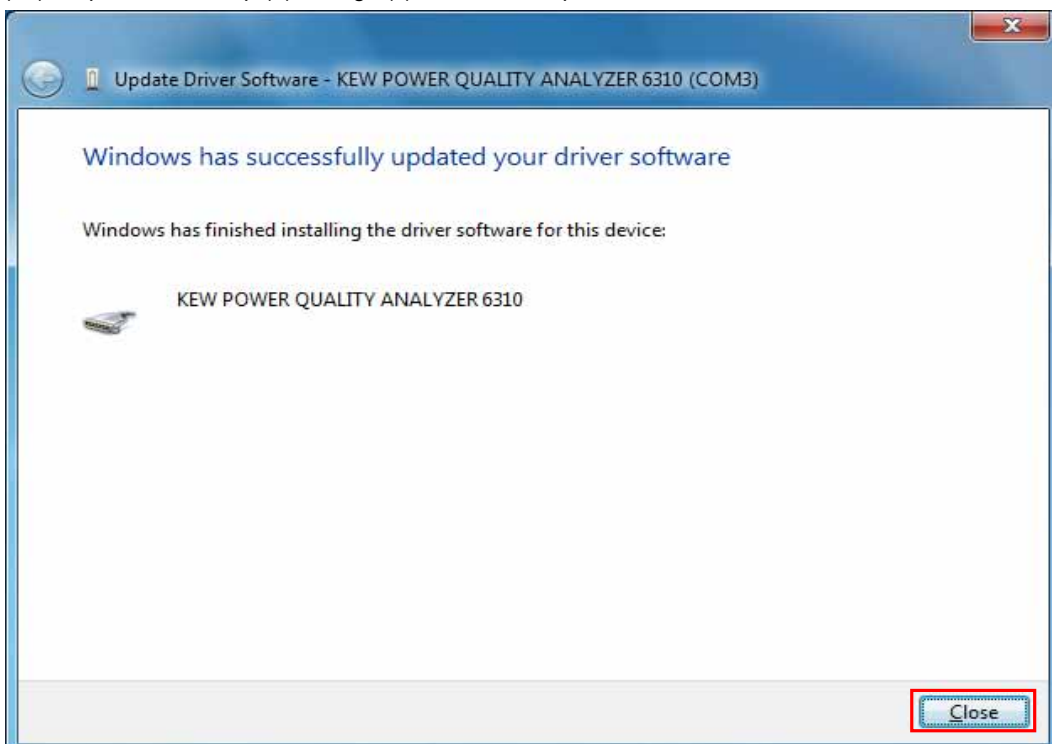 Update Driver Software - KEW POWER QUALITY ANALYZER 6310 (COM3)
Windows has successfully updated your driver software
Windows has finished installing the driver software for this device:
KEW POWER QUALITY ANALYZER 6310
Close